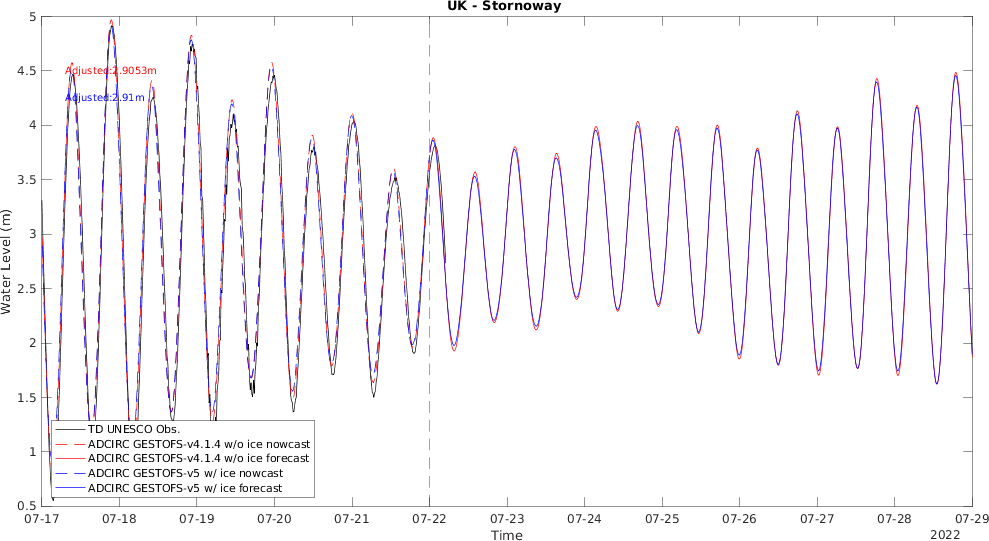 UK - Stornoway
5
4.5
4
3.5
3
2.5
2
1.5
1
0.5
Water Level (m)
Adjusted:2.9053m
Adjusted:2.91m
TD UNESCO Obs.
ADCIRC GESTOFS-v4.1.4 w/o ice nowcast
ADCIRC GESTOFS-v4.1.4 w/o ice forecast
ADCIRC GESTOFS-v5 w/ ice nowcast
ADCIRC GESTOFS-v5 w/ ice forecast
07-17 07-18 07-19 07-20 07-21 07-22 07-23 07-24 07-25 07-26 07-27 07-28 07-29
Time
2022